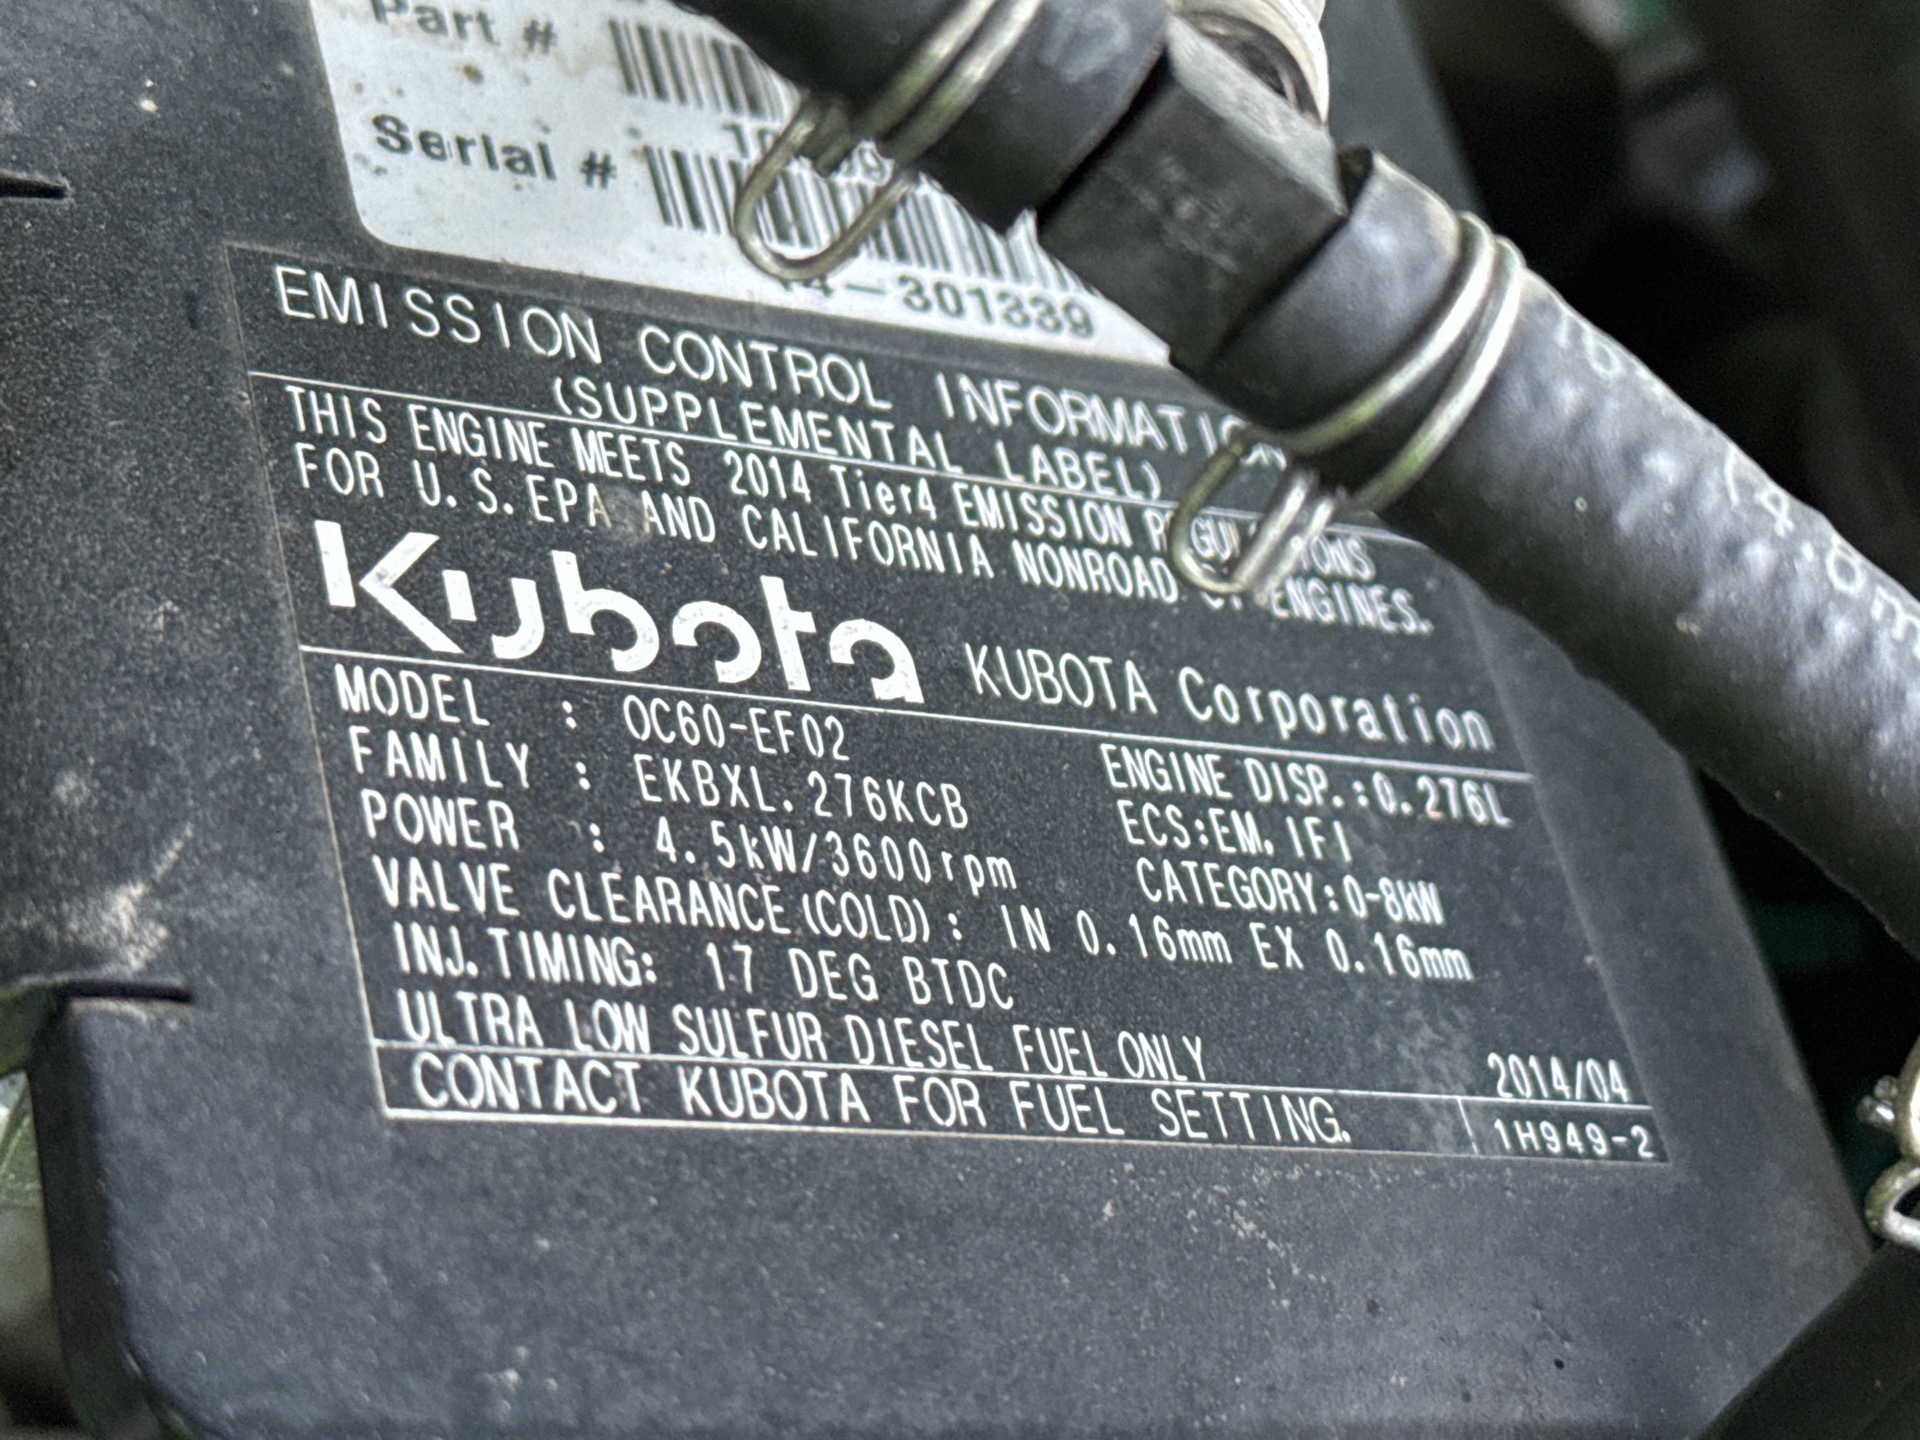 Part #
Serial #
-301339
EMISSION CONTROL INFORMATION
(SUPPLEMENTAL LABEL)
THIS ENGINE MEETS 2014 Tier4 EMISSION REGULATIONS
FOR U.S.EPA AND CALIFORNIA NONROAD CI ENGINES.
Kubota KUBOTA Corporation
MODEL : OC60-EF02 ENGINE DISP.:0.276L
FAMILY : EKBXL.276KCB ECS:EM,IFI
POWER : 4.5kW/3600rpm CATEGORY:0-8kW
VALVE CLEARANCE(COLD): IN 0.16mm EX 0.16mm
INJ.TIMING: 17 DEG BTDC
ULTRA LOW SULFUR DIESEL FUEL ONLY 2014/04
CONTACT KUBOTA FOR FUEL SETTING. 1H949-2